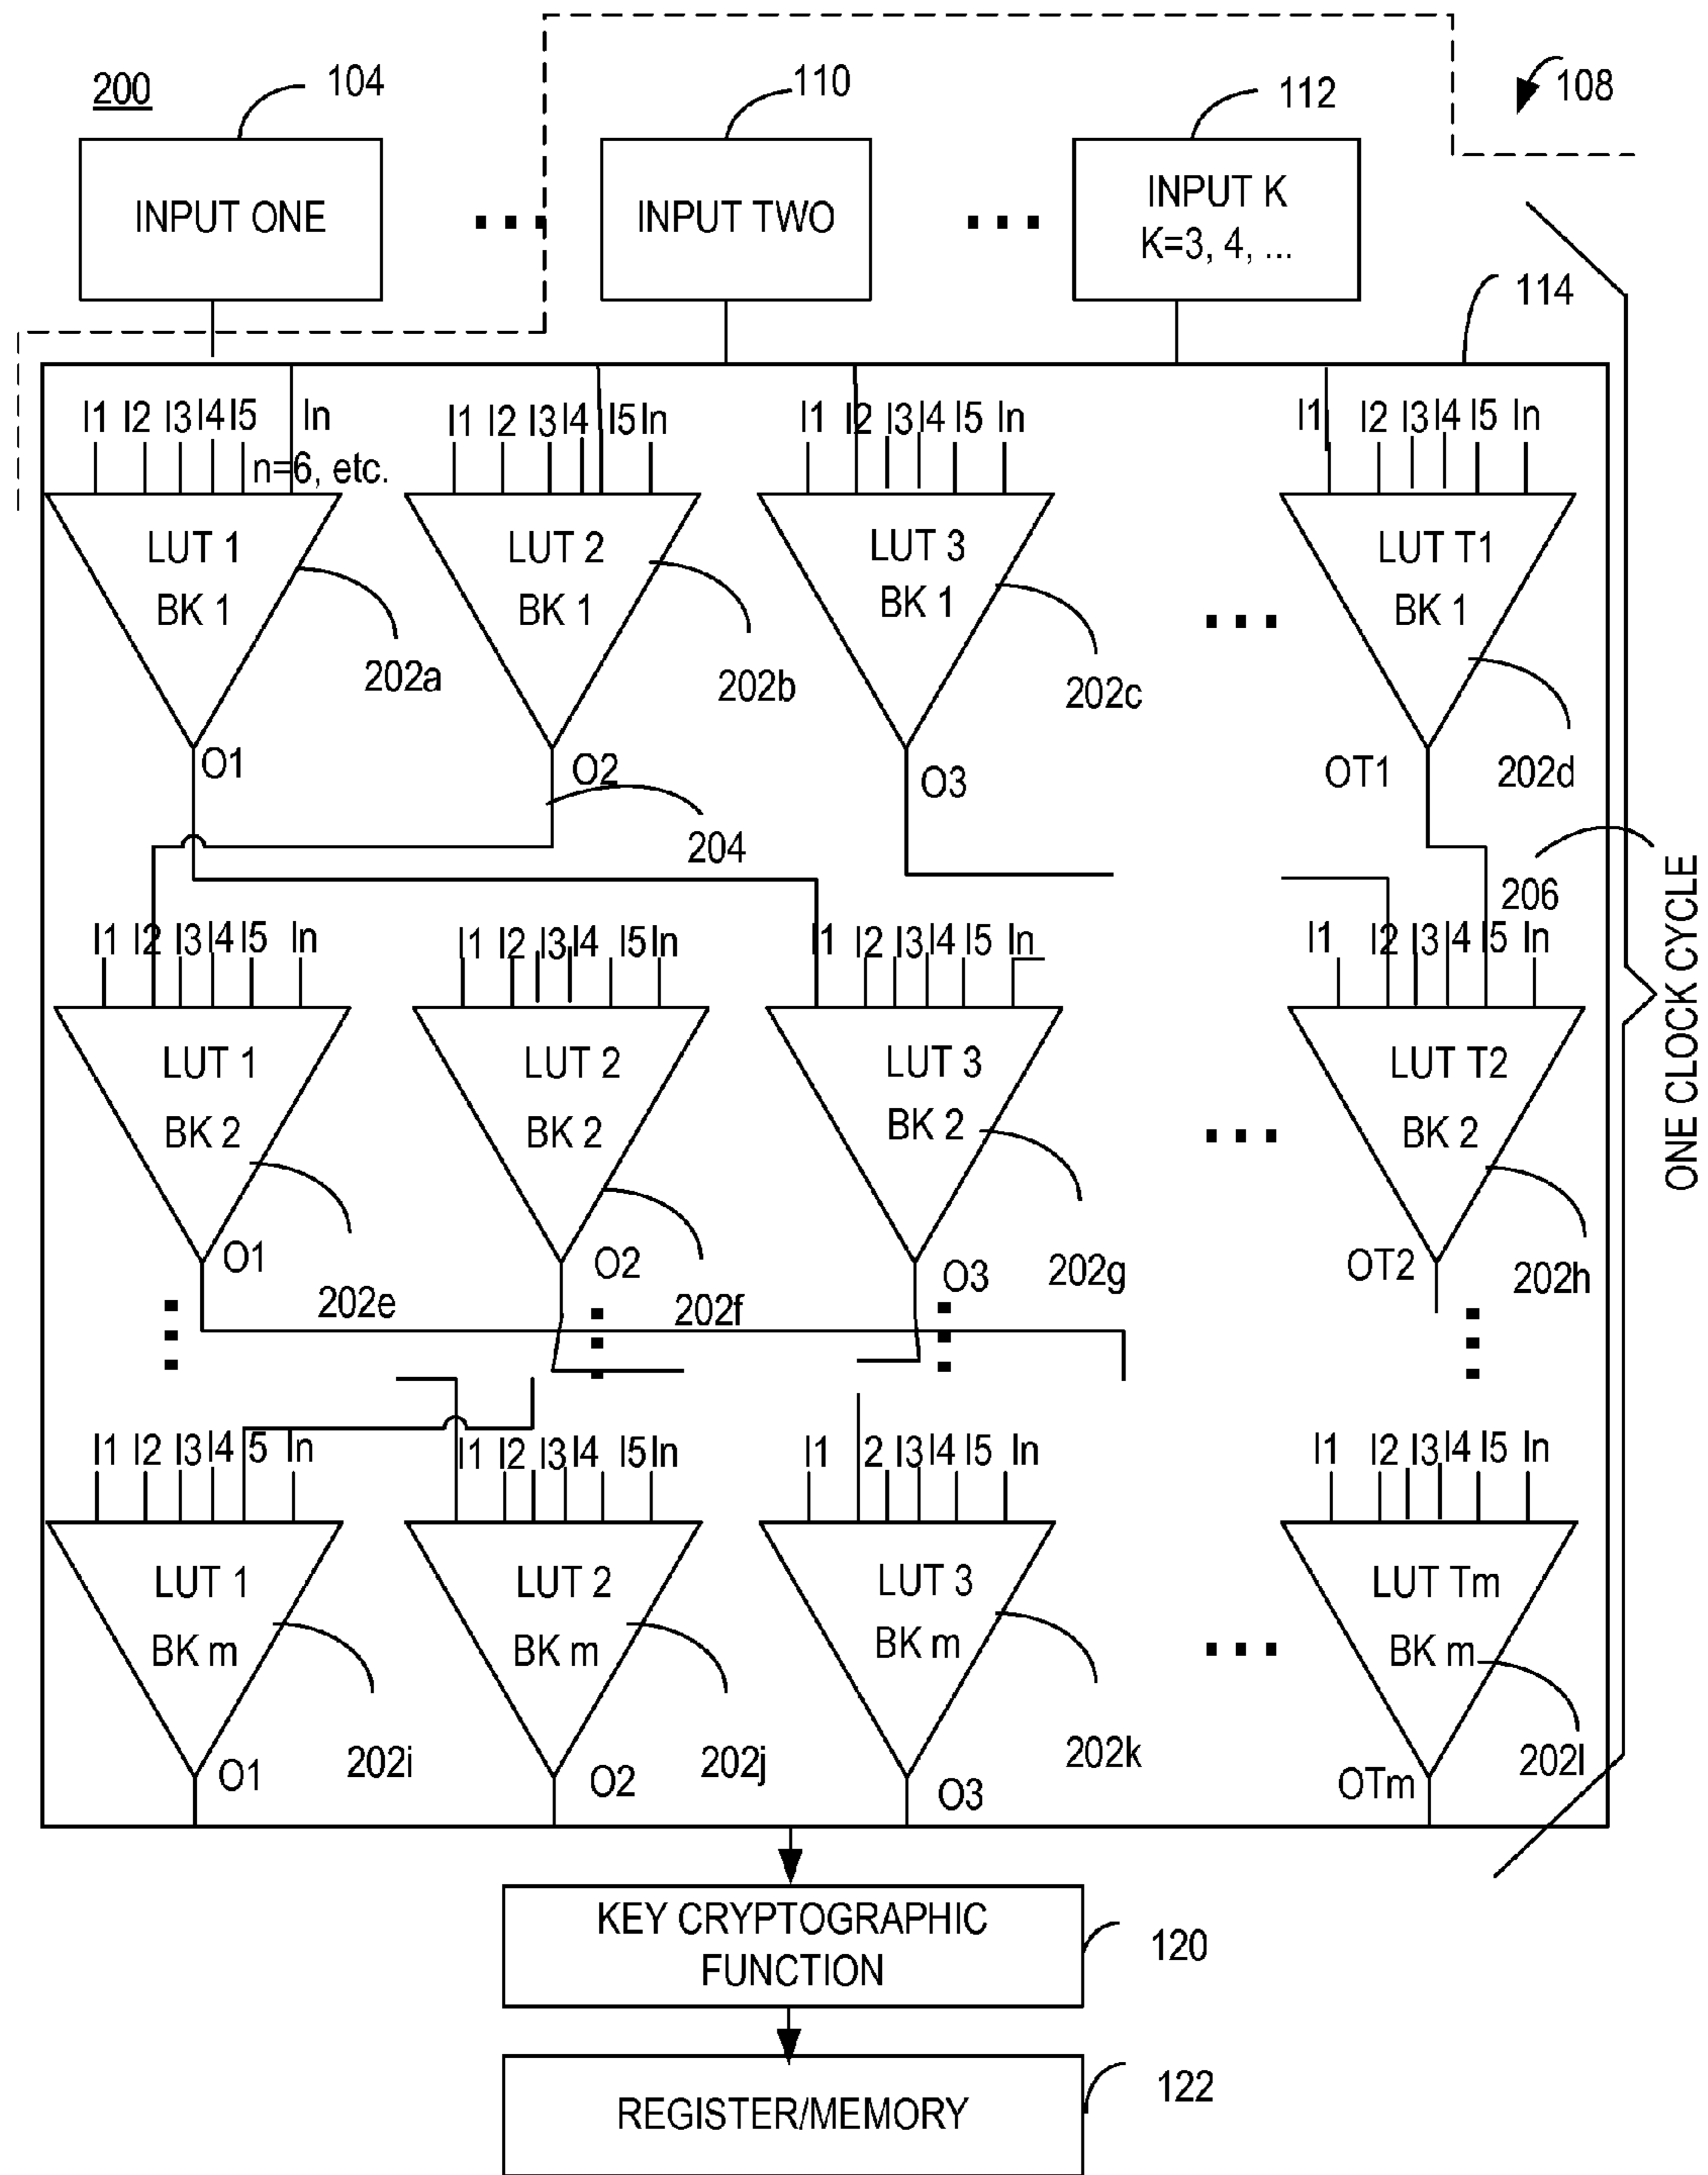 200
104
110
112
108
INPUT ONE
INPUT TWO
INPUT K
K=3, 4, ...
114
I1 I2 I3 I4 I5 In
n=6, etc.
I1 I2 I3 I4 I5 In
I1 I2 I3 I4 I5 In
I1 I2 I3 I4 I5 In
LUT 1
BK 1
LUT 2
BK 1
LUT 3
BK 1
LUT T1
BK 1
202a
202b
202c
202d
O1
O2
O3
OT1
204
206
ONE CLOCK CYCLE
I1 I2 I3 I4 I5 In
I1 I2 I3 I4 I5 In
I1 I2 I3 I4 I5 In
I1 I2 I3 I4 I5 In
LUT 1
BK 2
LUT 2
BK 2
LUT 3
BK 2
LUT T2
BK 2
O1
O2
O3
OT2
202e
202f
202g
202h
I1 I2 I3 I4 5 In
I1 I2 I3 I4 I5 In
I1 2 I3 I4 I5 In
I1 I2 I3 I4 I5 In
LUT 1
BK m
LUT 2
BK m
LUT 3
BK m
LUT Tm
BK m
202i
202j
202k
202l
O1
O2
O3
OTm
KEY CRYPTOGRAPHIC
FUNCTION
120
REGISTER/MEMORY
122